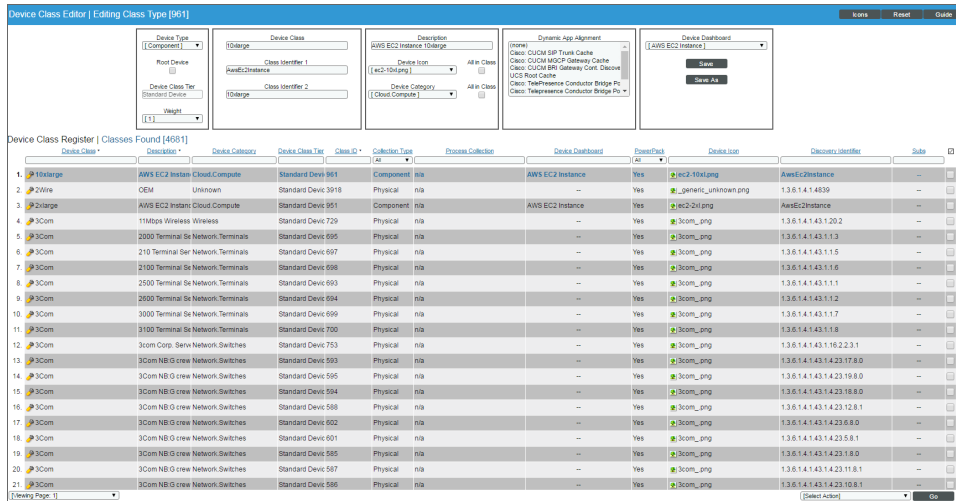 Device Class Editor | Editing Class Type [961] Icons Reset Guide
Device Type Device Class Description Dynamic App Alignment Device Dashboard
[ Component ] 10xlarge AWS EC2 Instance 10xlarge (none) [ AWS EC2 Instance ]
Cisco: CUCM SIP Trunk Cache
Root Device Class Identifier 1 Device Icon All in Class Cisco: CUCM MGCP Gateway Cache Save
AwsEc2Instance [ ec2-10xl.png ] Cisco: CUCM BRI Gateway Cont. Discove
UCS Root Cache Save As
Device Class Tier Class Identifier 2 Device Category All in Class Cisco: TelePresence Conductor Bridge Po
Standard Device 10xlarge [ Cloud.Compute ] Cisco: Telepresence Conductor Bridge Po
Weight
[ 1 ]
Device Class Register | Classes Found [4681]
Device Class • Description • Device Category Device Class Tier Class ID • Collection Type Process Collection Device Dashboard PowerPack Device Icon Discovery Identifier Subs
All All
1. 10xlarge AWS EC2 Instan Cloud.Compute Standard Devi 961 Component n/a AWS EC2 Instance Yes ec2-10xl.png AwsEc2Instance --
2. 2Wire OEM Unknown Standard Devic 3918 Physical n/a -- Yes _generic_unknown.png 1.3.6.1.4.1.4839 --
3. 2xlarge AWS EC2 Instanc Cloud.Compute Standard Devic 951 Component n/a AWS EC2 Instance Yes ec2-2xl.png AwsEc2Instance --
4. 3Com 11Mbps Wireless Wireless Standard Devic 729 Physical n/a -- Yes 3com_.png 1.3.6.1.4.1.43.1.20.2 --
5. 3Com 2000 Terminal Se Network.Terminals Standard Devic 695 Physical n/a -- Yes 3com_.png 1.3.6.1.4.1.43.1.1.3 --
6. 3Com 210 Terminal Ser Network.Terminals Standard Devic 697 Physical n/a -- Yes 3com_.png 1.3.6.1.4.1.43.1.1.5 --
7. 3Com 2100 Terminal Se Network.Terminals Standard Devic 698 Physical n/a -- Yes 3com_.png 1.3.6.1.4.1.43.1.1.6 --
8. 3Com 2500 Terminal Se Network.Terminals Standard Devic 693 Physical n/a -- Yes 3com_.png 1.3.6.1.4.1.43.1.1.1 --
9. 3Com 2600 Terminal Se Network.Terminals Standard Devic 694 Physical n/a -- Yes 3com_.png 1.3.6.1.4.1.43.1.1.2 --
10. 3Com 3000 Terminal Se Network.Terminals Standard Devic 699 Physical n/a -- Yes 3com_.png 1.3.6.1.4.1.43.1.1.7 --
11. 3Com 3100 Terminal Se Network.Terminals Standard Devic 700 Physical n/a -- Yes 3com_.png 1.3.6.1.4.1.43.1.1.8 --
12. 3Com 3com Corp. Serve Network.Switches Standard Devic 753 Physical n/a -- Yes 3com_.png 1.3.6.1.4.1.43.1.16.2.2.3.1 --
13. 3Com 3Com NB:G crew Network.Switches Standard Devic 593 Physical n/a -- Yes 3com_.png 1.3.6.1.4.1.43.1.4.23.17.8.0 --
14. 3Com 3Com NB:G crew Network.Switches Standard Devic 595 Physical n/a -- Yes 3com_.png 1.3.6.1.4.1.43.1.4.23.19.8.0 --
15. 3Com 3Com NB:G crew Network.Switches Standard Devic 594 Physical n/a -- Yes 3com_.png 1.3.6.1.4.1.43.1.4.23.18.8.0 --
16. 3Com 3Com NB:G crew Network.Switches Standard Devic 588 Physical n/a -- Yes 3com_.png 1.3.6.1.4.1.43.1.4.23.12.8.1 --
17. 3Com 3Com NB:G crew Network.Switches Standard Devic 602 Physical n/a -- Yes 3com_.png 1.3.6.1.4.1.43.1.4.23.6.8.0 --
18. 3Com 3Com NB:G crew Network.Switches Standard Devic 601 Physical n/a -- Yes 3com_.png 1.3.6.1.4.1.43.1.4.23.5.8.1 --
19. 3Com 3Com NB:G crew Network.Switches Standard Devic 585 Physical n/a -- Yes 3com_.png 1.3.6.1.4.1.43.1.4.23.1.8.0 --
20. 3Com 3Com NB:G crew Network.Switches Standard Devic 587 Physical n/a -- Yes 3com_.png 1.3.6.1.4.1.43.1.4.23.11.8.1 --
21. 3Com 3Com NB:G crew Network.Switches Standard Devic 586 Physical n/a -- Yes 3com_.png 1.3.6.1.4.1.43.1.4.23.10.8.1 --
[Viewing Page: 1] [Select Action] Go